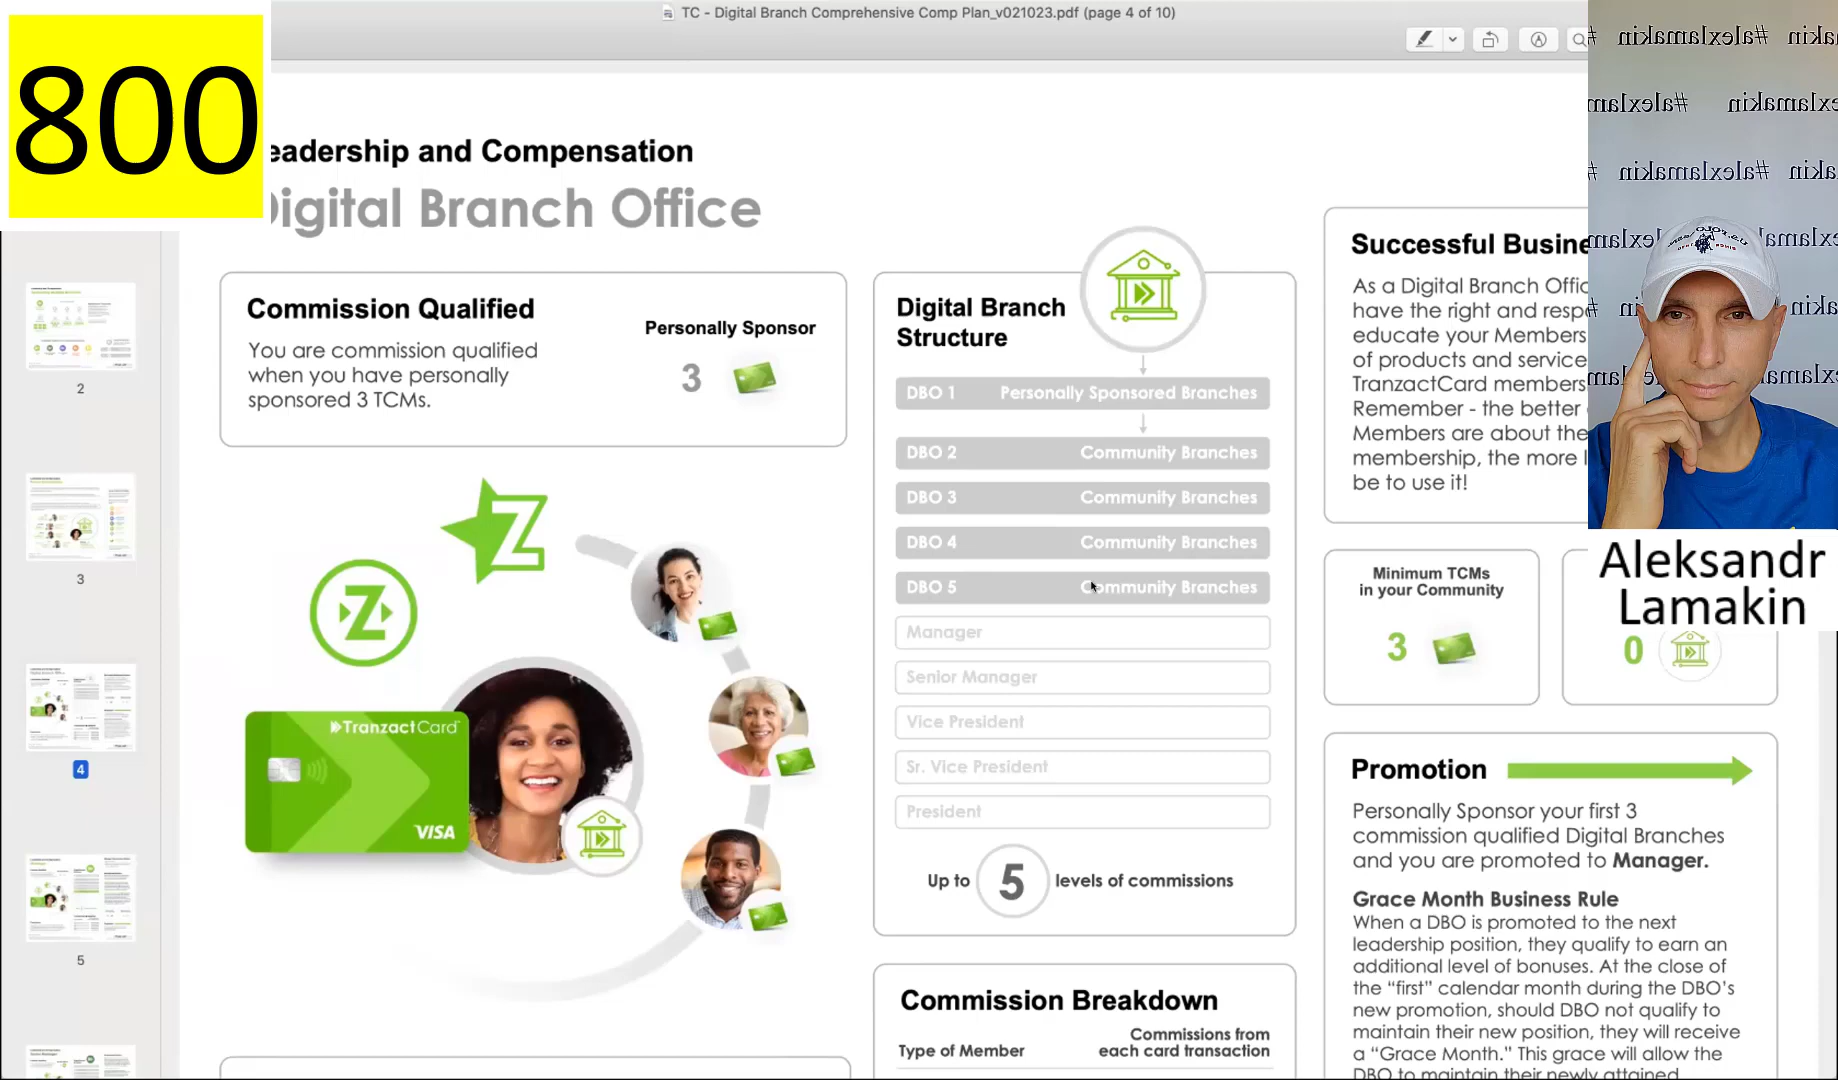 TC - Digital Branch Comprehensive Comp Plan_v021023.pdf (page 4 of 10)
800
eadership and Compensation
Digital Branch Office
2
3
4
5
Commission Qualified
You are commission qualified
when you have personally
sponsored 3 TCMs.
Personally Sponsor
3
Z
Z
TranzactCard
VISA
Digital Branch
Structure
DBO 1 Personally Sponsored Branches
DBO 2 Community Branches
DBO 3 Community Branches
DBO 4 Community Branches
DBO 5 Community Branches
Manager
Senior Manager
Vice President
Sr. Vice President
President
Up to 5 levels of commissions
Commission Breakdown
Type of Member
Commissions from
each card transaction
Successful Busine
As a Digital Branch Offic
have the right and respo
educate your Members
of products and service
TranzactCard members
Remember - the better
Members are about the
membership, the more l
be to use it!
Minimum TCMs
in your Community
3
0
Promotion
Personally Sponsor your first 3
commission qualified Digital Branches
and you are promoted to Manager.
Grace Month Business Rule
When a DBO is promoted to the next
leadership position, they qualify to earn an
additional level of bonuses. At the close of
the “first” calendar month during the DBO’s
new promotion, should DBO not qualify to
maintain their new position, they will receive
a “Grace Month.” This grace will allow the
DBO to maintain their newly attained
#alexlamakin
Aleksandr
Lamakin